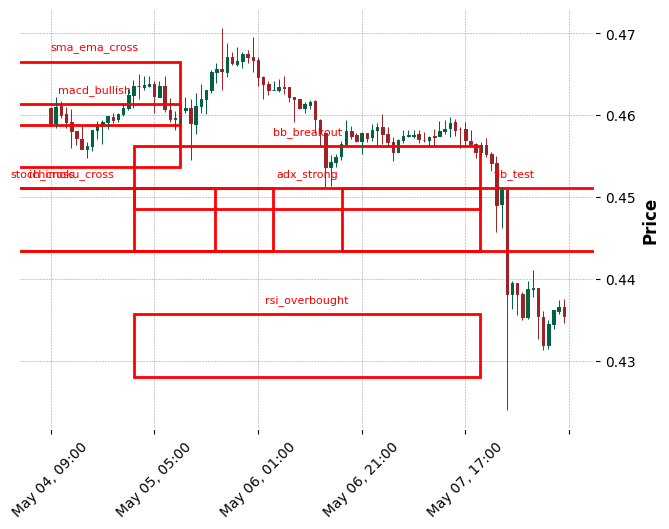 sma_ema_cross
0.47
macd_bullish
0.46
bb_breakout
stoch_cross
ichimoku_cross
adx_strong
bb_test
0.45
Price
0.44
rsi_overbought
0.43
May 04, 09:00
May 05, 05:00
May 06, 01:00
May 06, 21:00
May 07, 17:00